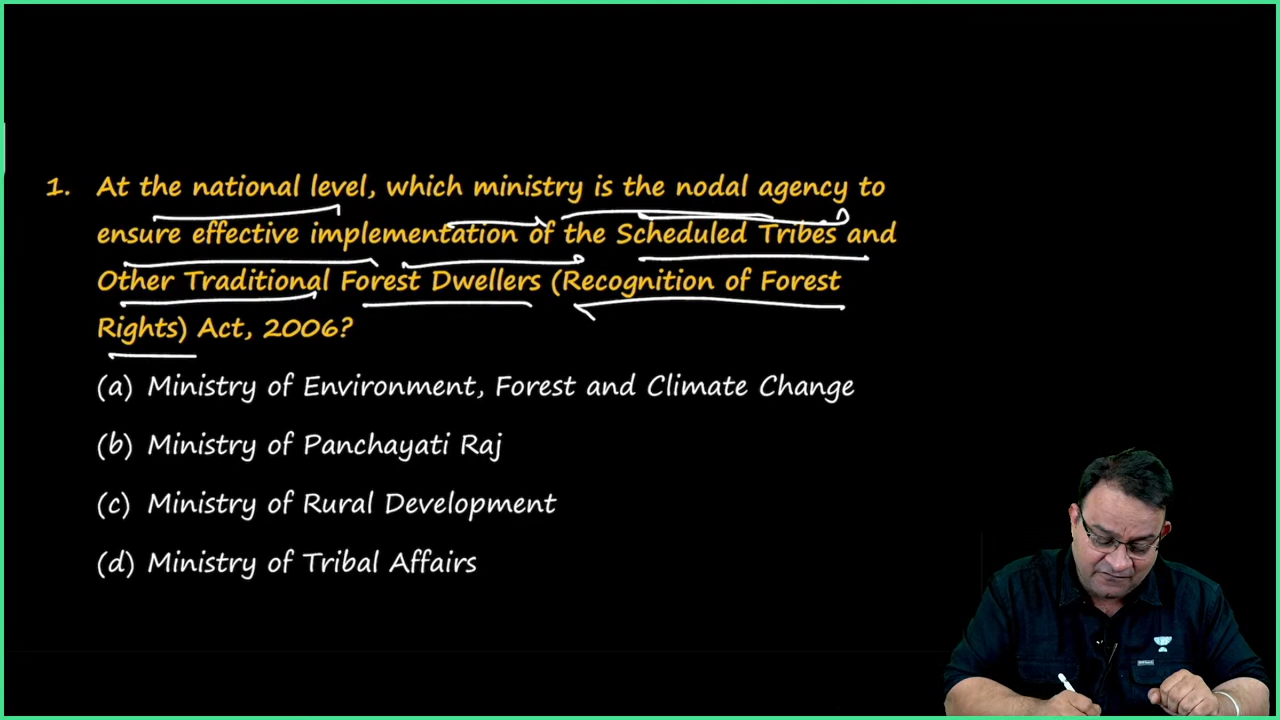 1. At the national level, which ministry is the nodal agency to
ensure effective implementation of the Scheduled Tribes and
Other Traditional Forest Dwellers (Recognition of Forest
Rights) Act, 2006?
(a) Ministry of Environment, Forest and Climate Change
(b) Ministry of Panchayati Raj
(c) Ministry of Rural Development
(d) Ministry of Tribal Affairs